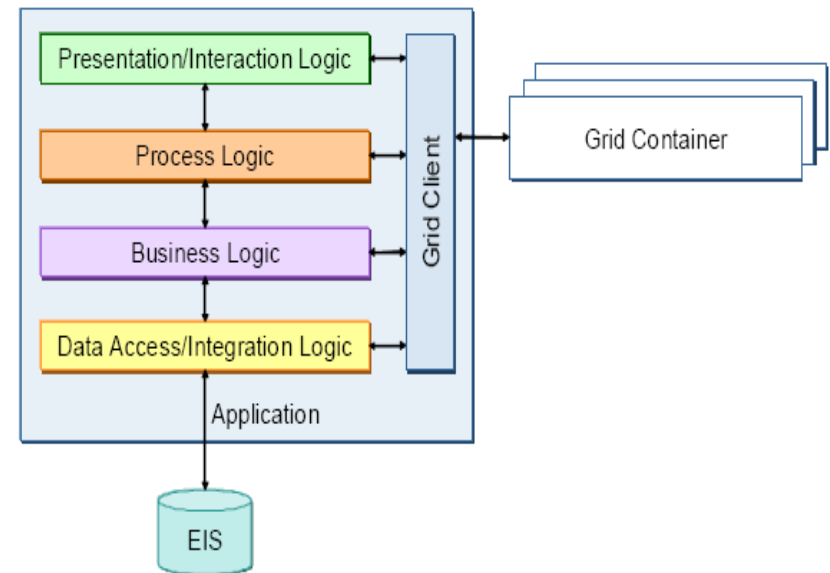 Presentation/Interaction Logic
Process Logic
Business Logic
Data Access/Integration Logic
Grid Client
Grid Container
Application
EIS